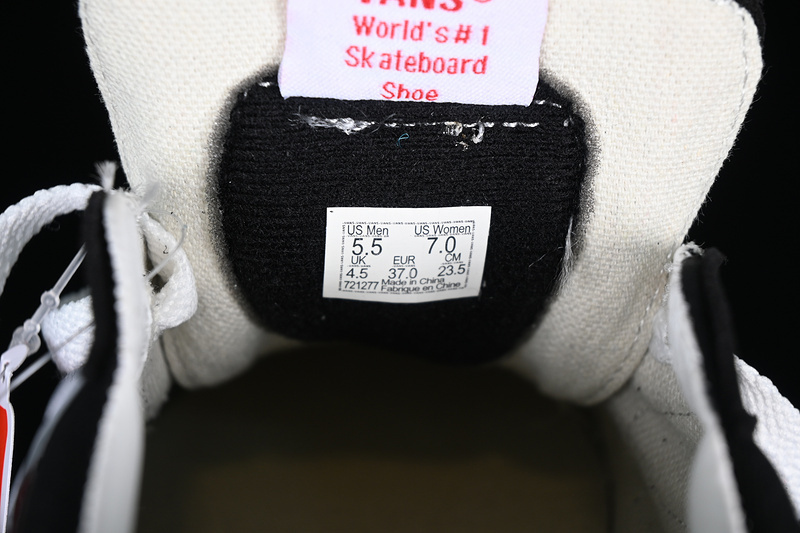 VANS®
World's #1
Skateboard
Shoe
US Men US Women
5.5 7.0
UK EUR CM
4.5 37.0 23.5
721277 Made in China
Fabrique en Chine